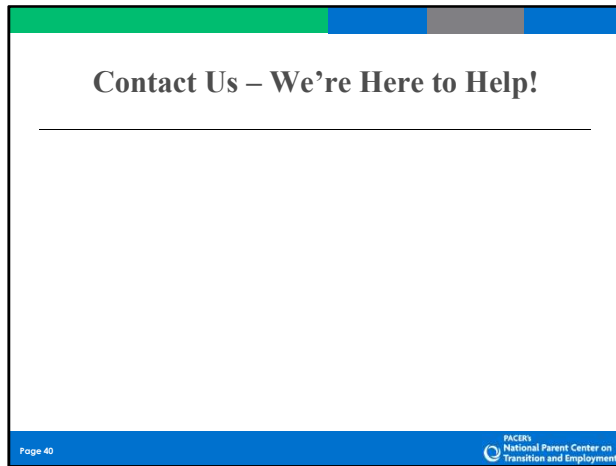 Contact Us – We’re Here to Help!
Page 40
PACER's
National Parent Center on
Transition and Employment